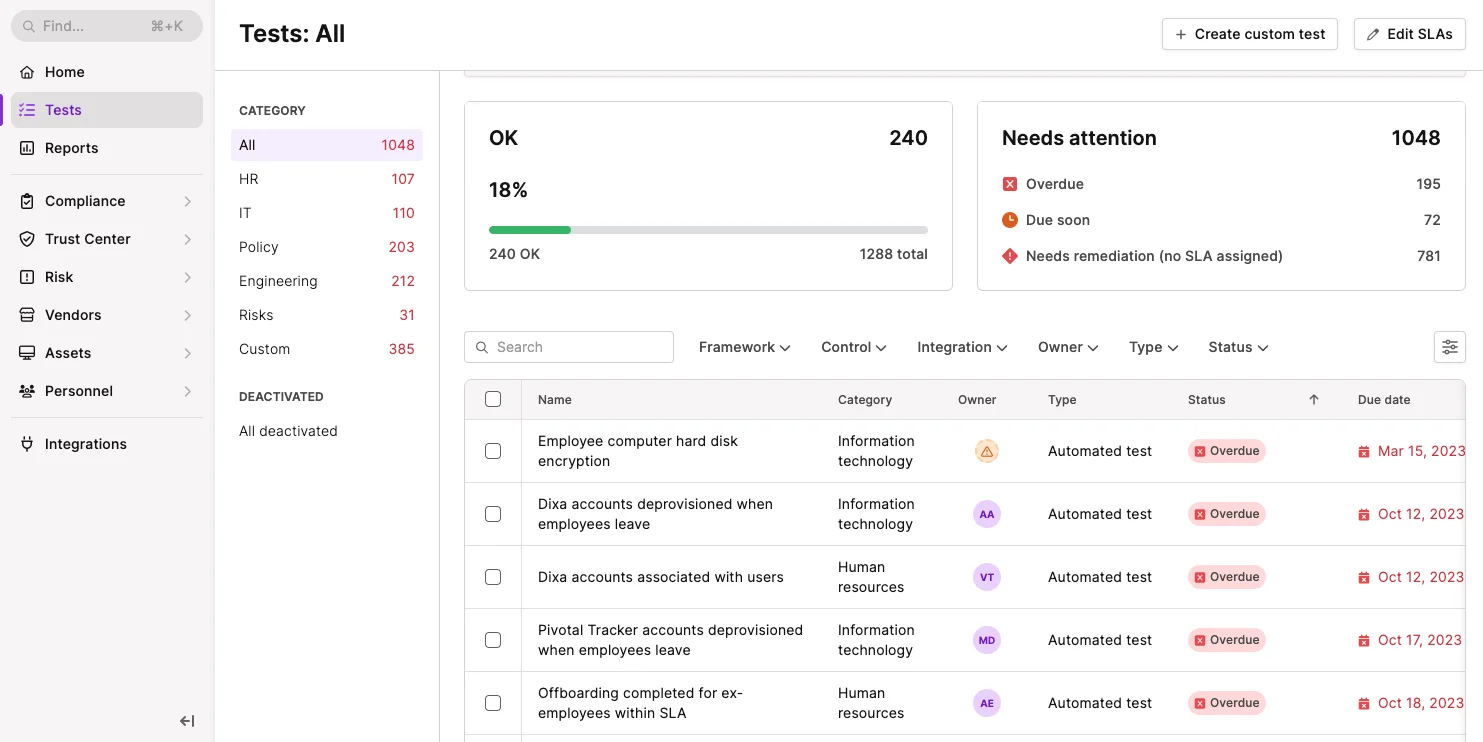 Find... ⌘+K
Home
Tests
Reports
Compliance
Trust Center
Risk
Vendors
Assets
Personnel
Integrations
Tests: All
+ Create custom test
Edit SLAs
CATEGORY
All 1048
HR 107
IT 110
Policy 203
Engineering 212
Risks 31
Custom 385
DEACTIVATED
All deactivated
OK 240
18%
240 OK 1288 total
Needs attention 1048
Overdue 195
Due soon 72
Needs remediation (no SLA assigned) 781
Search Framework Control Integration Owner Type Status
Name Category Owner Type Status Due date
Employee computer hard disk
encryption
Information
technology
Automated test
Overdue
Mar 15, 2023
Dixa accounts deprovisioned when
employees leave
Information
technology
AA
Automated test
Overdue
Oct 12, 2023
Dixa accounts associated with users
Human
resources
VT
Automated test
Overdue
Oct 12, 2023
Pivotal Tracker accounts deprovisioned
when employees leave
Information
technology
MD
Automated test
Overdue
Oct 17, 2023
Offboarding completed for ex-
employees within SLA
Human
resources
AE
Automated test
Overdue
Oct 18, 2023